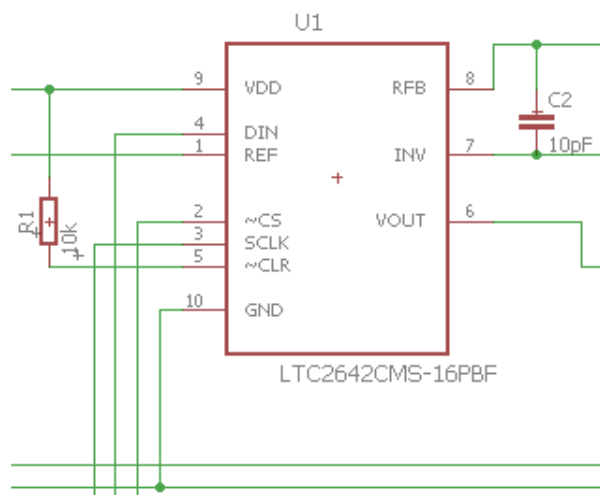 U1
9 VDD RFB 8
C2
4 DIN
10pF
1 REF INV 7
R1
10k
2 ~CS VOUT 6
3 SCLK
5 ~CLR
10 GND
LTC2642CMS-16PBF